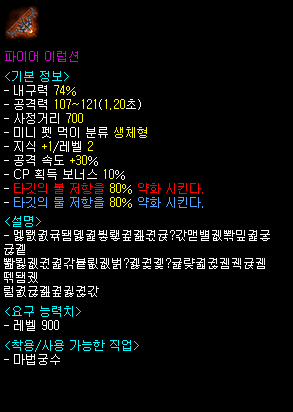 파이어 이럽션
<기본 정보>
- 내구력 74%
- 공격력 107~121(1,20초)
- 사정거리 700
- 미니 펫 먹이 분류 생체형
- 지식 +1/레벨 2
- 공격 속도 +30%
- CP 획득 보너스 10%
- 타깃의 불 저항을 80% 약화 시킨다.
- 타깃의 물 저항을 80% 약화 시킨다.
<설명>
<요구 능력치>
- 레벨 900
<착용/사용 가능한 직업>
- 마법궁수